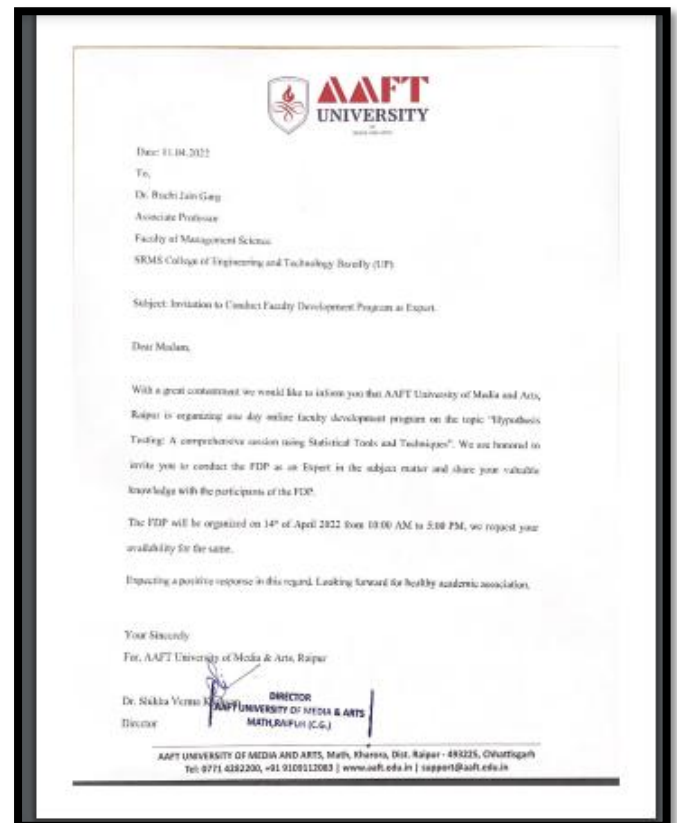 AAFT
UNIVERSITY
OF
MEDIA AND ARTS
Date: 11.04.2022
To,
Dr. Ruchi Jain Garg
Associate Professor
Faculty of Management Science
SRMS College of Engineering and Technology Bareilly (UP)
Subject: Invitation to Conduct Faculty Development Program as Expert.
Dear Madam,
With a great contentment we would like to inform you that AAFT University of Media and Arts,
Raipur is organizing one day online faculty development program on the topic "Hypothesis
Testing: A comprehensive session using Statistical Tools and Techniques". We are honored to
invite you to conduct the FDP as an Expert in the subject matter and share your valuable
knowledge with the participants of the FDP.
The FDP will be organized on 14th of April 2022 from 10:00 AM to 5:00 PM, we request your
availability for the same.
Expecting a positive response in this regard. Looking forward for healthy academic association.
Your Sincerely
For, AAFT University of Media & Arts, Raipur
Dr. Shikha Verma
Director
DIRECTOR
AAFT UNIVERSITY OF MEDIA & ARTS
MATH,RAIPUR (C.G.)
AAFT UNIVERSITY OF MEDIA AND ARTS, Math, Kharora, Dist. Raipur - 493225, Chhattisgarh
Tel: 0771 4282200, +91 9109112083 | www.aaft.edu.in | support@aaft.edu.in